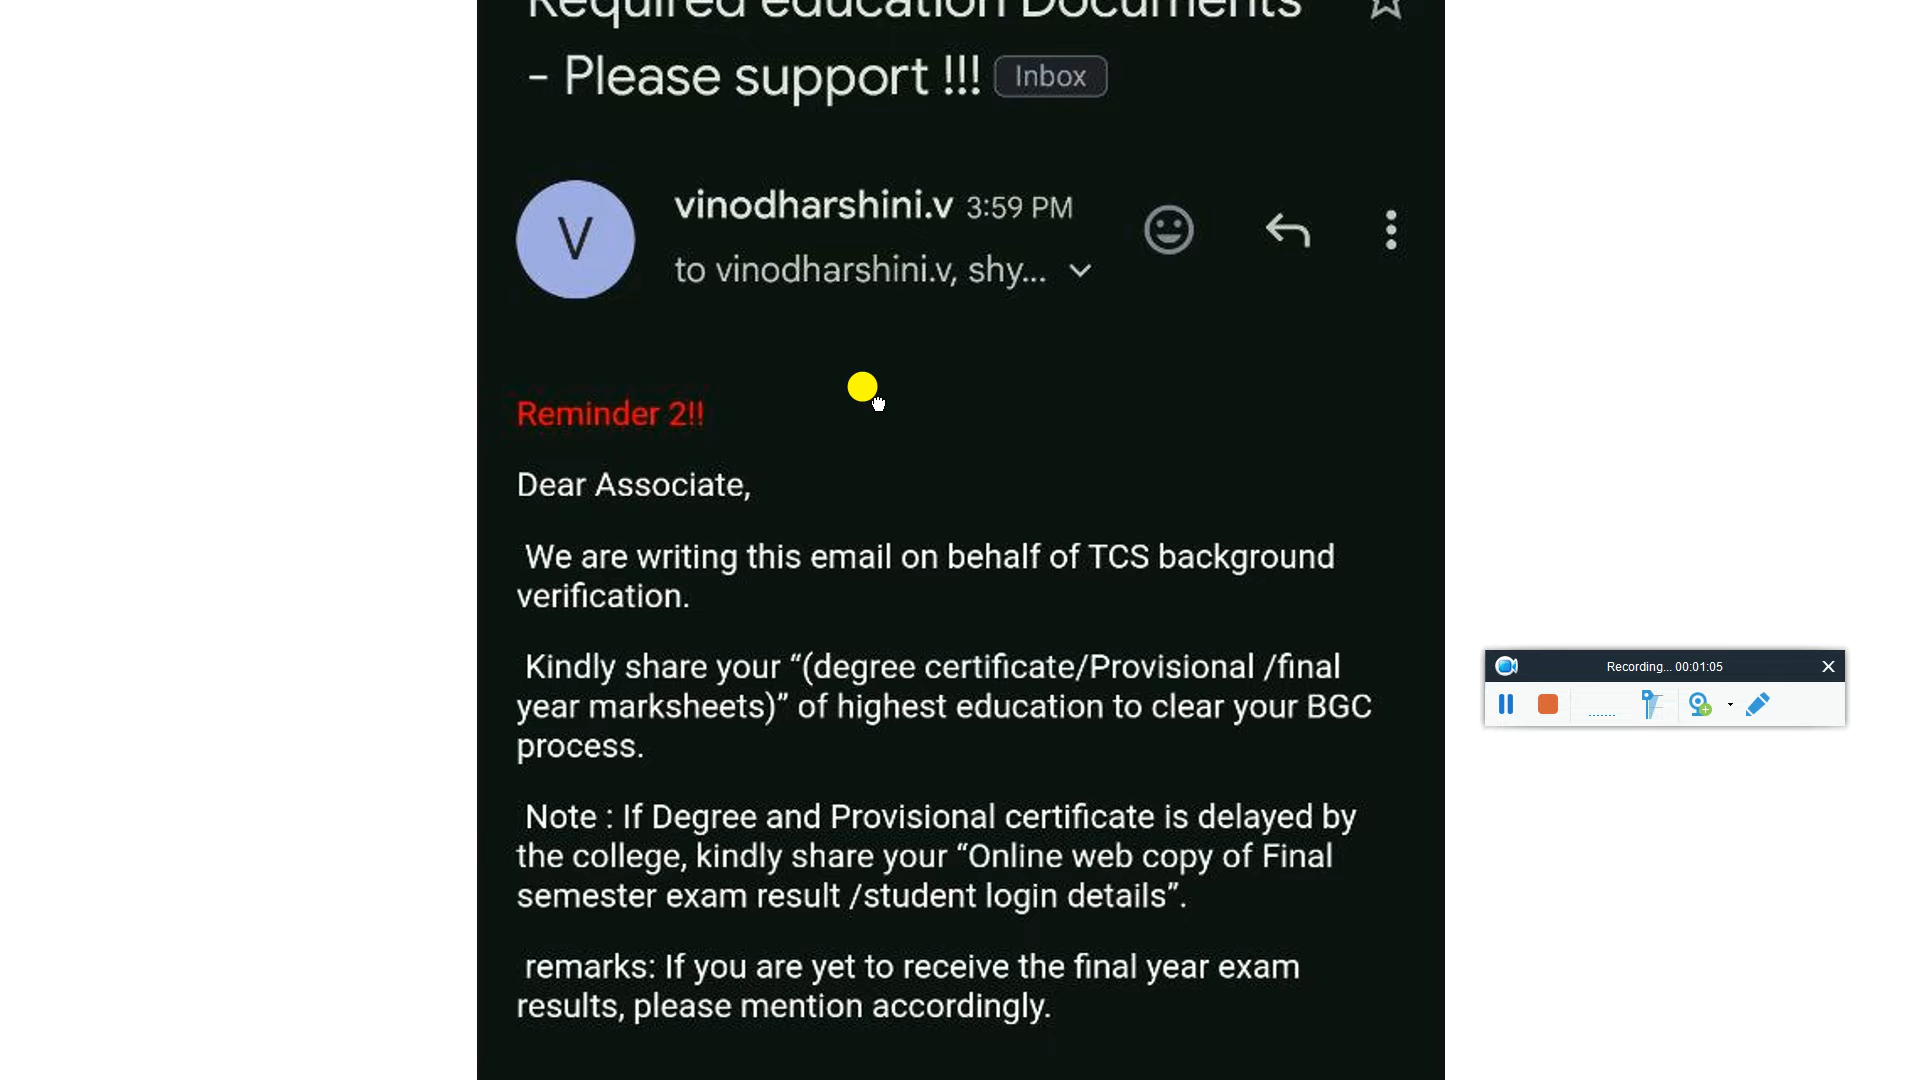 Required education Documents
- Please support !!! Inbox
V
vinodharshini.v 3:59 PM
to vinodharshini.v, shy...
Reminder 2!!
Dear Associate,
We are writing this email on behalf of TCS background
verification.
Kindly share your “(degree certificate/Provisional /final
year marksheets)” of highest education to clear your BGC
process.
Note : If Degree and Provisional certificate is delayed by
the college, kindly share your “Online web copy of Final
semester exam result /student login details”.
remarks: If you are yet to receive the final year exam
results, please mention accordingly.
Recording... 00:01:05